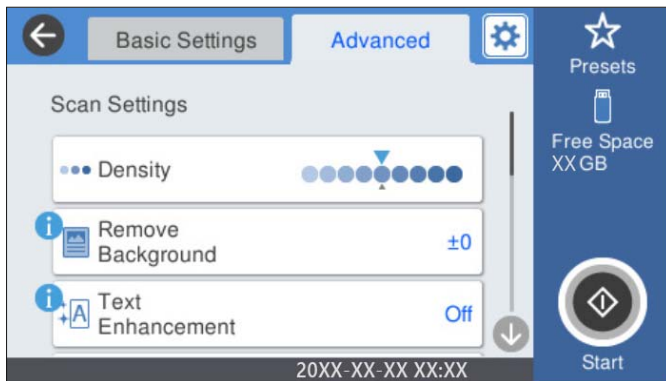 Basic Settings
Advanced
Presets
Scan Settings
Free Space
XX GB
Density
Remove
Background
±0
Text
Enhancement
Off
Start
20XX-XX-XX XX:XX